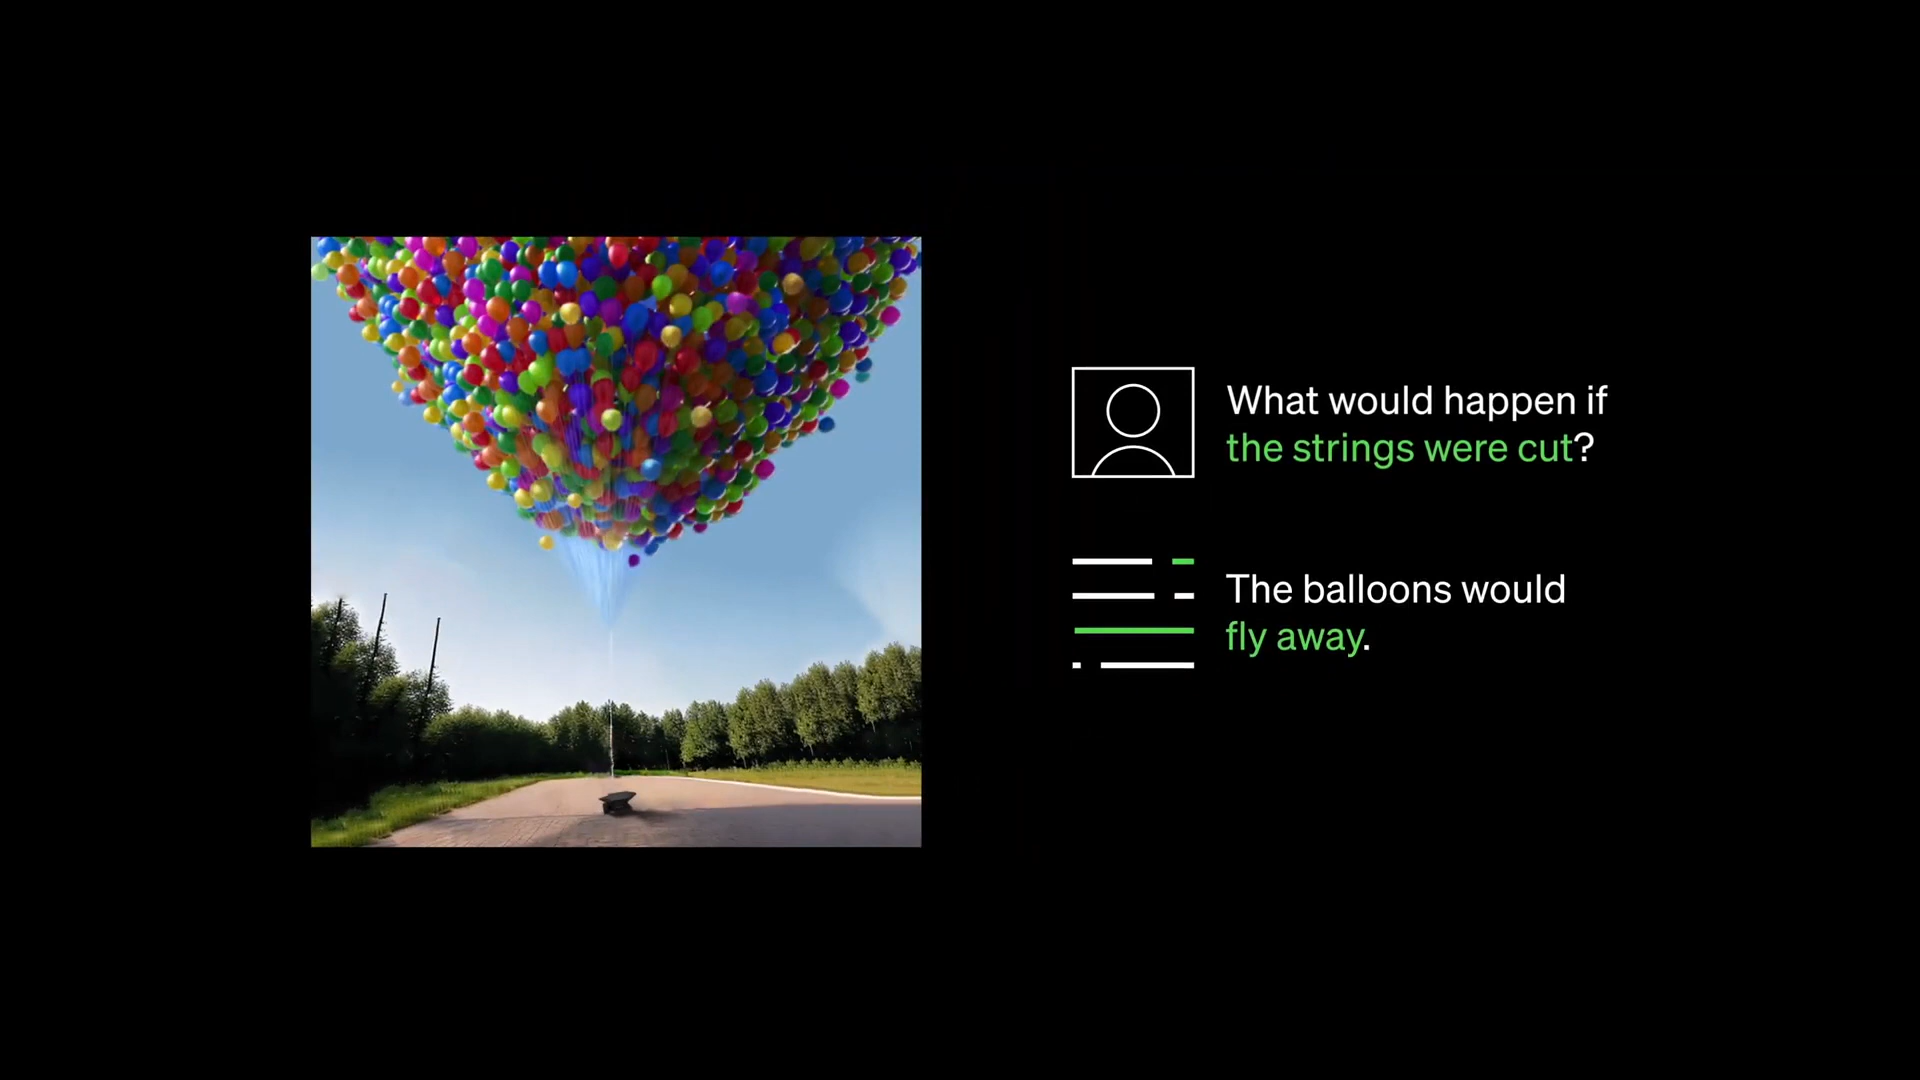 What would happen if
the strings were cut?
The balloons would
fly away.